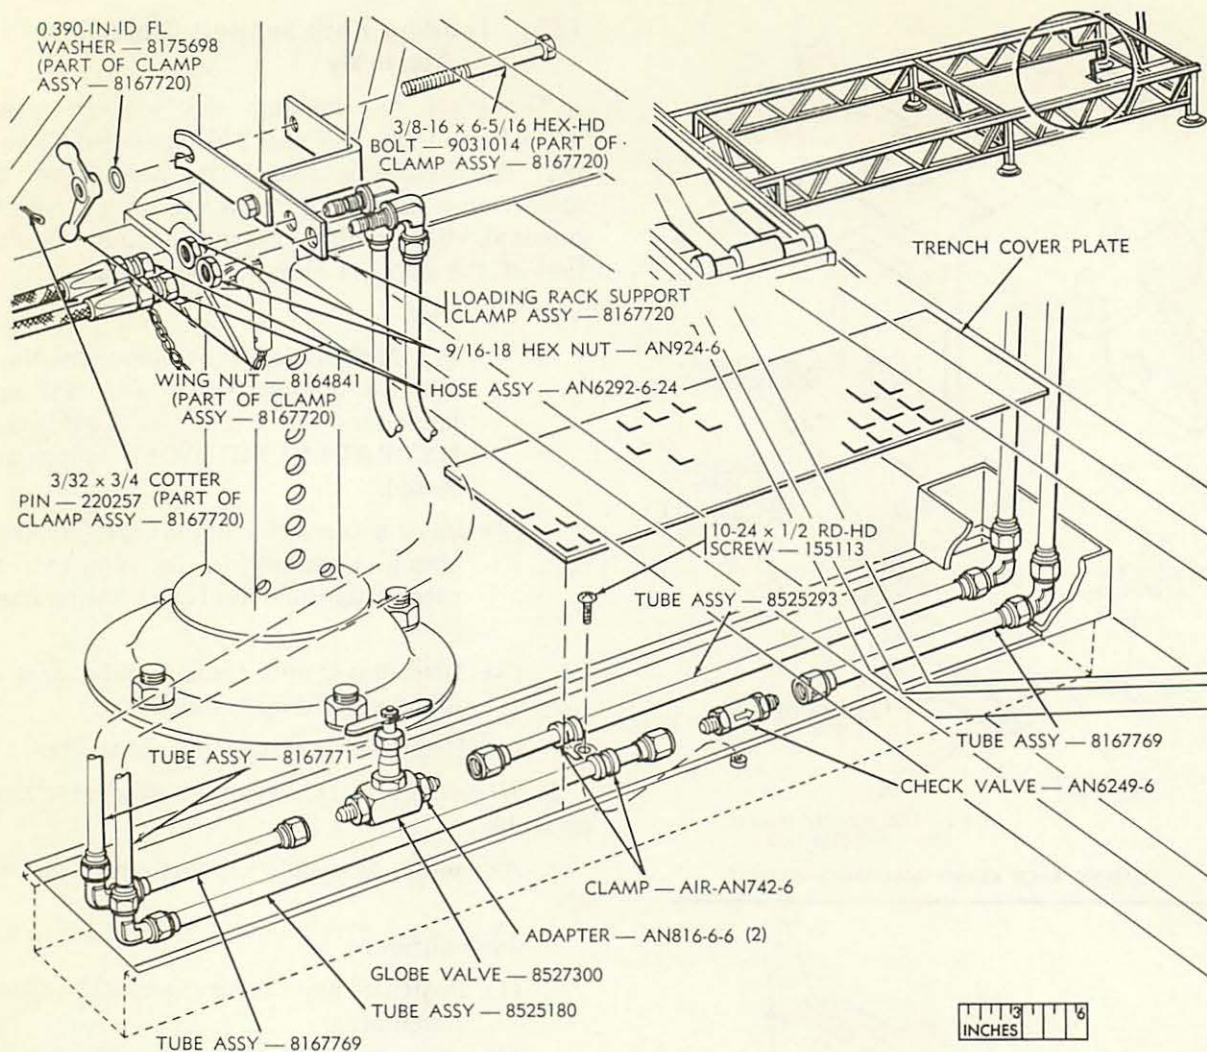 0.390-IN-ID FL
WASHER — 8175698
(PART OF CLAMP
ASSY — 8167720)
3/8-16 x 6-5/16 HEX-HD
BOLT — 9031014 (PART OF
CLAMP ASSY — 8167720)
TRENCH COVER PLATE
LOADING RACK SUPPORT
CLAMP ASSY — 8167720
9/16-18 HEX NUT — AN924-6
HOSE ASSY — AN6292-6-24
WING NUT — 8164841
(PART OF CLAMP
ASSY — 8167720)
3/32 x 3/4 COTTER
PIN — 220257 (PART OF
CLAMP ASSY — 8167720)
10-24 x 1/2 RD-HD
SCREW — 155113
TUBE ASSY — 8525293
TUBE ASSY — 8167771
TUBE ASSY — 8167769
CHECK VALVE — AN6249-6
CLAMP — AIR-AN742-6
ADAPTER — AN816-6-6 (2)
GLOBE VALVE — 8527300
TUBE ASSY — 8525180
TUBE ASSY — 8167769
3 6
INCHES